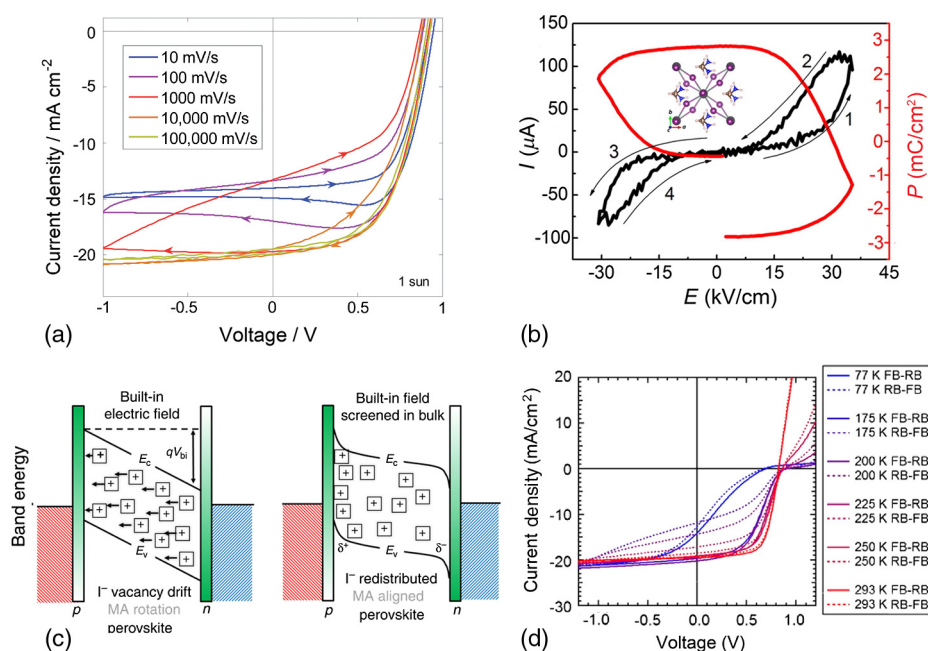 0
-5
-10
-15
-20
-1
-0.5
0
0.5
1
Current density / mA cm-2
Voltage / V
10 mV/s
100 mV/s
1000 mV/s
10,000 mV/s
100,000 mV/s
1 sun
(a)
150
100
50
0
-50
-100
I (μA)
-30
-15
0
15
30
45
E (kV/cm)
3
2
1
0
-1
-2
-3
P (mC/cm2)
2
1
3
4
(b)
Built-in
electric field
qVbi
Ec
Ev
I− vacancy drift
MA rotation
perovskite
p
n
Band energy
Built-in field
screened in bulk
Ec
Ev
δ+
δ−
I− redistributed
MA aligned
perovskite
p
n
(c)
20
10
0
-10
-20
-30
Current density (mA/cm2)
-1.0
-0.5
0.0
0.5
1.0
Voltage (V)
77 K FB-RB
77 K RB-FB
175 K FB-RB
175 K RB-FB
200 K FB-RB
200 K RB-FB
225 K FB-RB
225 K RB-FB
250 K FB-RB
250 K RB-FB
293 K FB-RB
293 K RB-FB
(d)